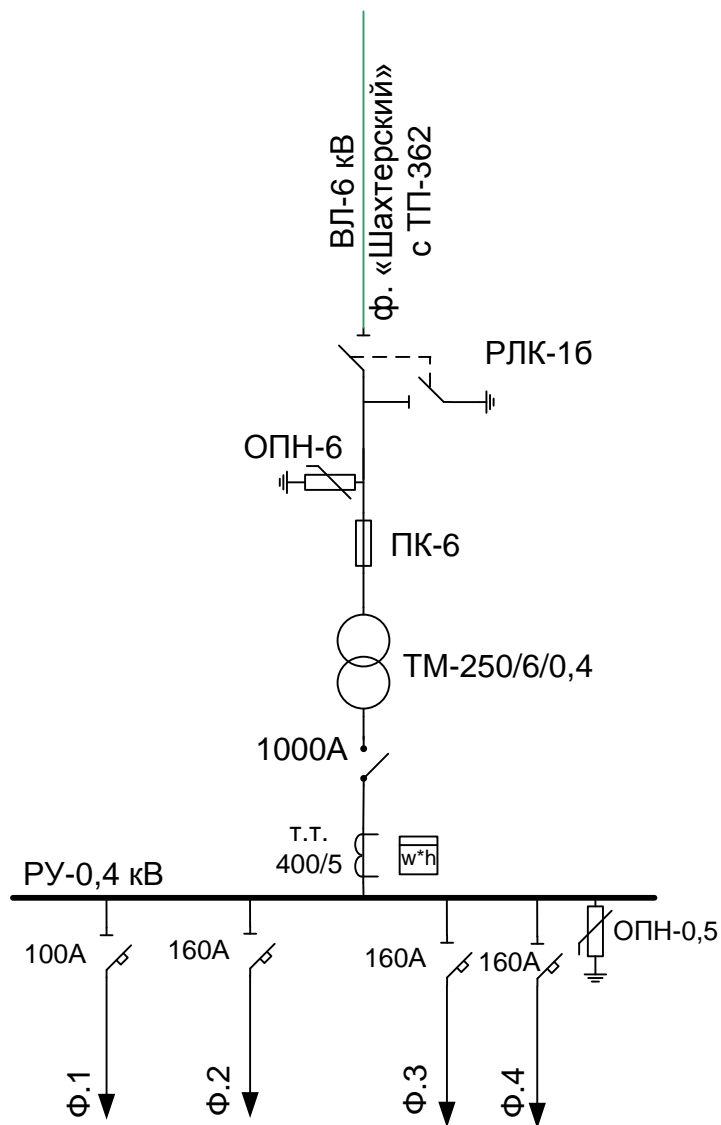 ВЛ-6 кВ
ф. «Шахтерский»
с ТП-362
РЛК-1б
ОПН-6
ПК-6
ТМ-250/6/0,4
1000А
т.т.
400/5
w*h
РУ-0,4 кВ
100А
160А
160А
160А
ОПН-0,5
Ф.1
Ф.2
Ф.3
Ф.4